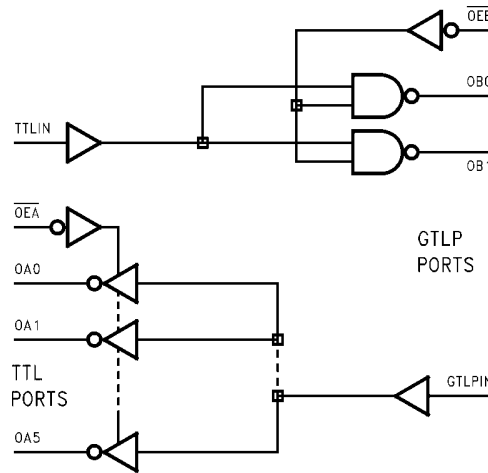 OEB
OB0
TTLIN
OB1
OEA
OA0
OA1
TTL
PORTS
OA5
GTLP
PORTS
GTLPIN